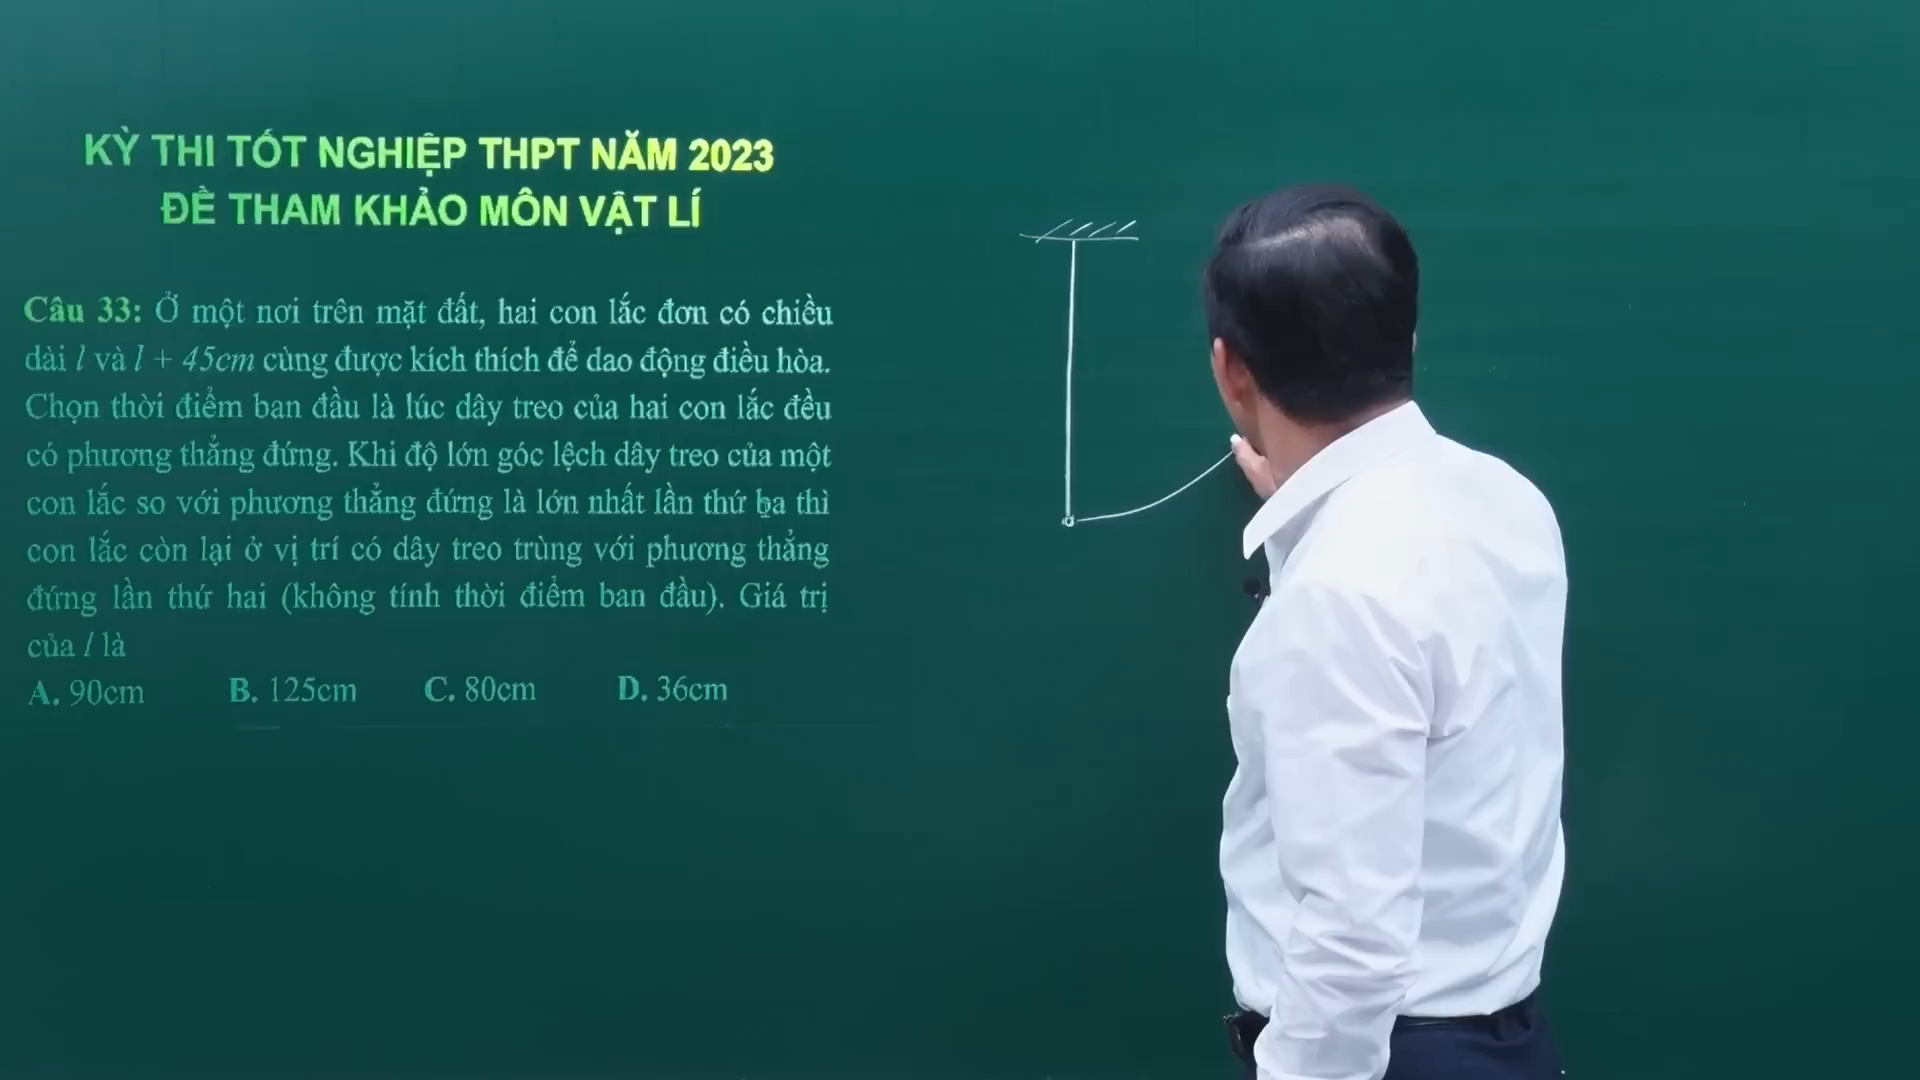 KỲ THI TỐT NGHIỆP THPT NĂM 2023
ĐỀ THAM KHẢO MÔN VẬT LÍ
Câu 33: Ở một nơi trên mặt đất, hai con lắc đơn có chiều
dài l và l + 45cm cùng được kích thích để dao động điều hòa.
Chọn thời điểm ban đầu là lúc dây treo của hai con lắc đều
có phương thẳng đứng. Khi độ lớn góc lệch dây treo của một
con lắc so với phương thẳng đứng là lớn nhất lần thứ ba thì
con lắc còn lại ở vị trí có dây treo trùng với phương thẳng
đứng lần thứ hai (không tính thời điểm ban đầu). Giá trị
của l là
A. 90cm B. 125cm C. 80cm D. 36cm